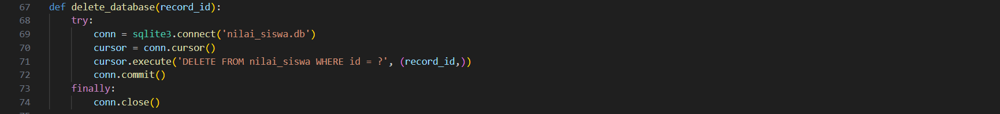 67 def delete_database(record_id):
68 try:
69 conn = sqlite3.connect('nilai_siswa.db')
70 cursor = conn.cursor()
71 cursor.execute('DELETE FROM nilai_siswa WHERE id = ?', (record_id,))
72 conn.commit()
73 finally:
74 conn.close()